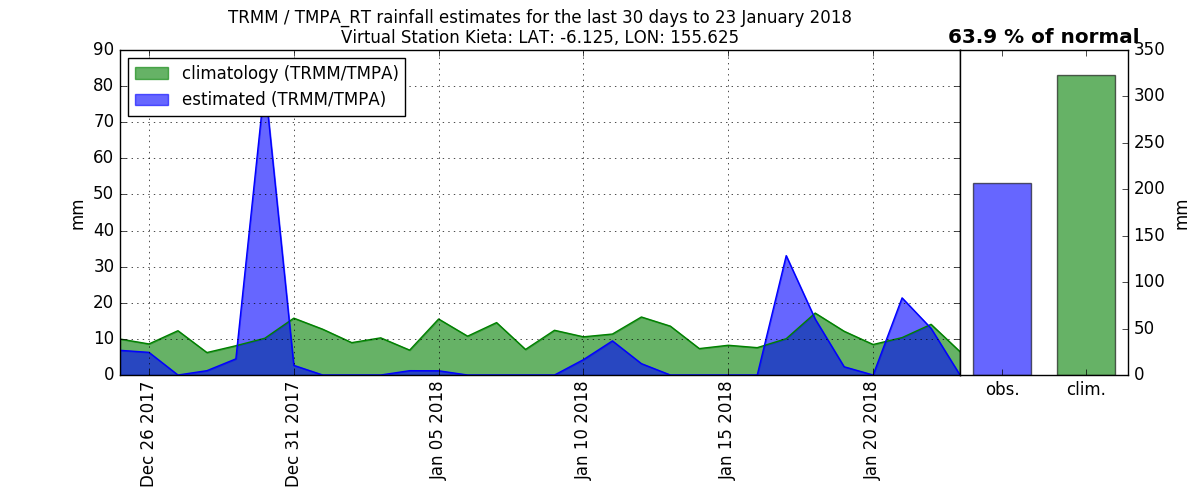 TRMM / TMPA_RT rainfall estimates for the last 30 days to 23 January 2018
Virtual Station Kieta: LAT: -6.125, LON: 155.625
63.9 % of normal
climatology (TRMM/TMPA)
estimated (TRMM/TMPA)
90
80
70
60
50
40
30
20
10
0
mm
Dec 26 2017
Dec 31 2017
Jan 05 2018
Jan 10 2018
Jan 15 2018
Jan 20 2018
obs.
clim.
350
300
250
200
150
100
50
0
mm